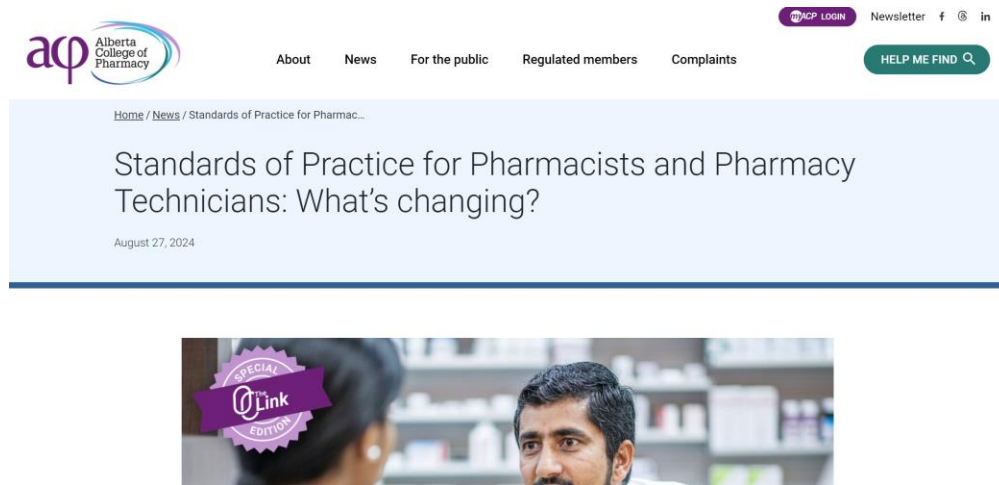 myACP LOGIN Newsletter
acp Alberta
College of
Pharmacy
About News For the public Regulated members Complaints
HELP ME FIND
Home / News / Standards of Practice for Pharmac...
Standards of Practice for Pharmacists and Pharmacy
Technicians: What's changing?
August 27, 2024
SPECIAL
The
Link
EDITION